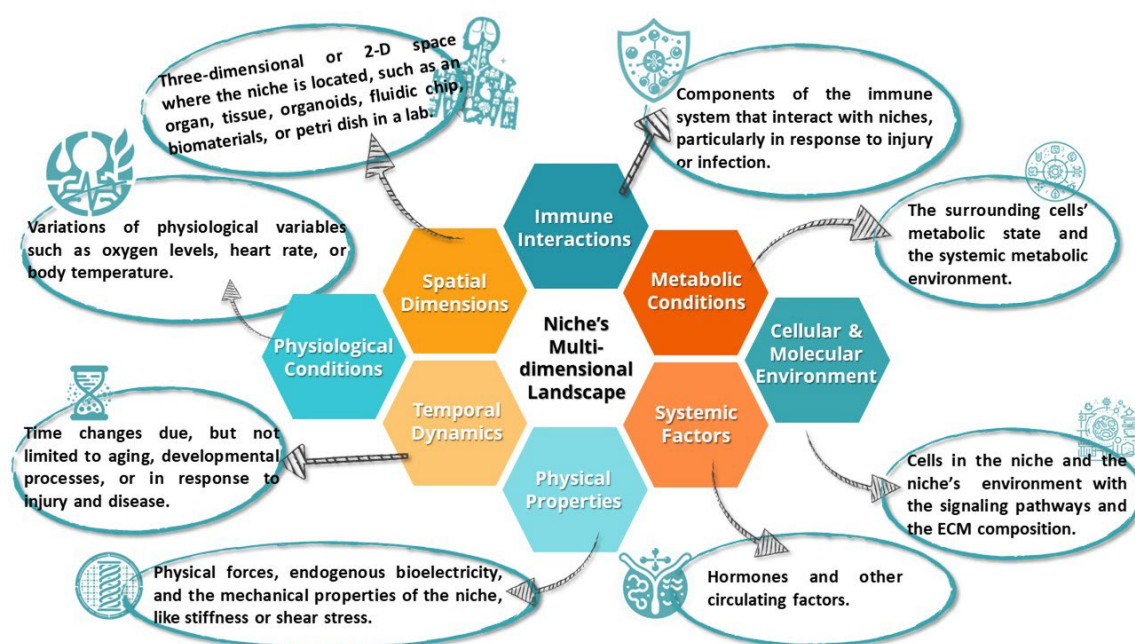 Three-dimensional or 2-D space
where the niche is located, such as an
organ, tissue, organoids, fluidic chip,
biomaterials, or petri dish in a lab.
Components of the immune
system that interact with niches,
particularly in response to injury
or infection.
Variations of physiological variables
such as oxygen levels, heart rate, or
body temperature.
The surrounding cells’
metabolic state and
the systemic metabolic
environment.
Immune
Interactions
Spatial
Dimensions
Metabolic
Conditions
Physiological
Conditions
Niche’s
Multi-
dimensional
Landscape
Cellular &
Molecular
Environment
Temporal
Dynamics
Systemic
Factors
Physical
Properties
Time changes due, but not
limited to aging, developmental
processes, or in response to
injury and disease.
Cells in the niche and the
niche’s environment with
the signaling pathways and
the ECM composition.
Physical forces, endogenous bioelectricity,
and the mechanical properties of the niche,
like stiffness or shear stress.
Hormones and other
circulating factors.